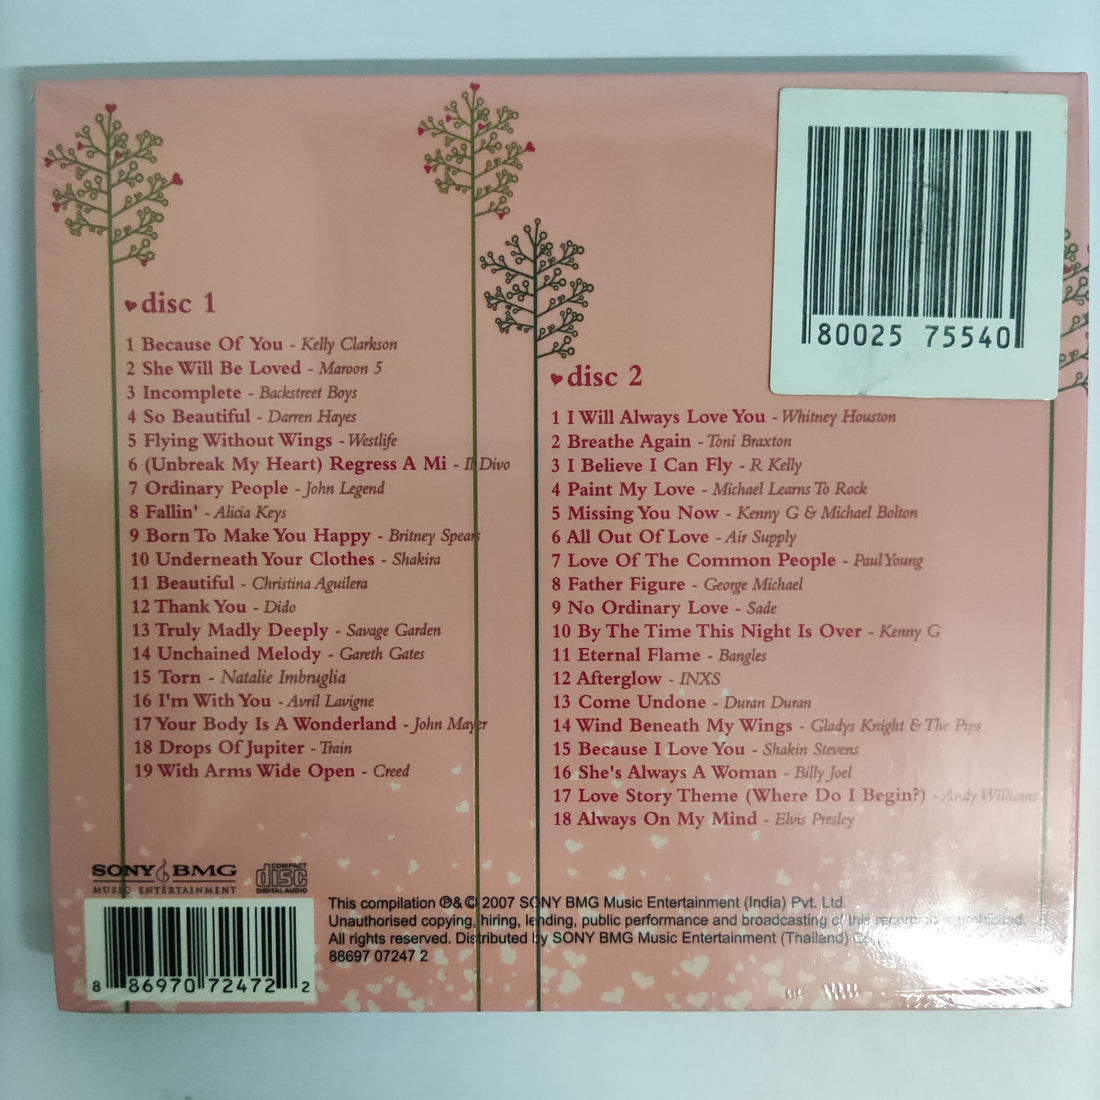 80025 75540
disc 1
1 Because Of You - Kelly Clarkson
2 She Will Be Loved - Maroon 5
3 Incomplete - Backstreet Boys
4 So Beautiful - Darren Hayes
5 Flying Without Wings - Westlife
6 (Unbreak My Heart) Regress A Mi - Il Divo
7 Ordinary People - John Legend
8 Fallin' - Alicia Keys
9 Born To Make You Happy - Britney Spears
10 Underneath Your Clothes - Shakira
11 Beautiful - Christina Aguilera
12 Thank You - Dido
13 Truly Madly Deeply - Savage Garden
14 Unchained Melody - Gareth Gates
15 Torn - Natalie Imbruglia
16 I'm With You - Avril Lavigne
17 Your Body Is A Wonderland - John Mayer
18 Drops Of Jupiter - Train
19 With Arms Wide Open - Creed
disc 2
1 I Will Always Love You - Whitney Houston
2 Breathe Again - Toni Braxton
3 I Believe I Can Fly - R Kelly
4 Paint My Love - Michael Learns To Rock
5 Missing You Now - Kenny G & Michael Bolton
6 All Out Of Love - Air Supply
7 Love Of The Common People - Paul Young
8 Father Figure - George Michael
9 No Ordinary Love - Sade
10 By The Time This Night Is Over - Kenny G
11 Eternal Flame - Bangles
12 Afterglow - INXS
13 Come Undone - Duran Duran
14 Wind Beneath My Wings - Gladys Knight & The Pips
15 Because I Love You - Shakin Stevens
16 She's Always A Woman - Billy Joel
17 Love Story Theme (Where Do I Begin?) - Andy Williams
18 Always On My Mind - Elvis Presley
SONY BMG
MUSIC ENTERTAINMENT
COMPACT
disc
DIGITAL AUDIO
8 86970 72472 2
This compilation ℗& © 2007 SONY BMG Music Entertainment (India) Pvt. Ltd.
Unauthorised copying, hiring, lending, public performance and broadcasting of this
All rights reserved. Distributed by SONY BMG Music Entertainment (Thailand)
88697 07247 2